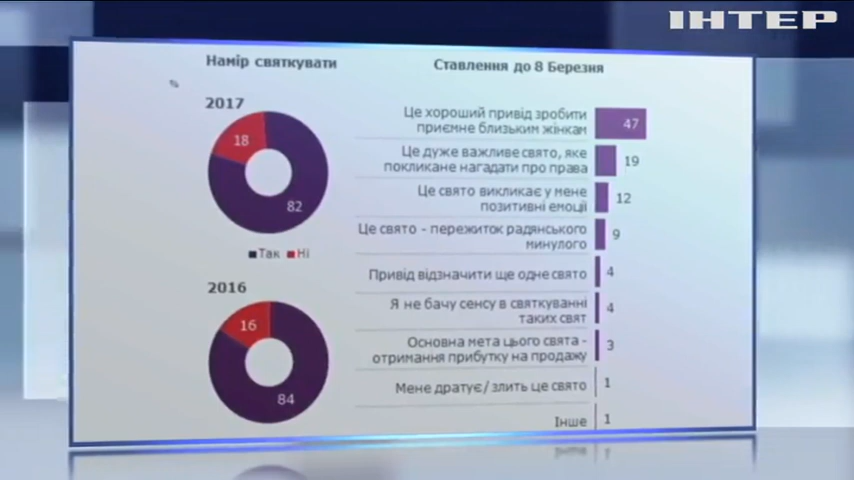 ІНТЕР
Намір святкувати
Ставлення до 8 Березня
2017
18
82
Так Ні
2016
16
84
Це хороший привід зробити
приємне близьким жінкам
47
Це дуже важливе свято, яке
покликане нагадати про права
19
Це свято викликає у мене
позитивні емоції
12
Це свято - пережиток радянського
минулого
9
Привід відзначити ще одне свято
4
Я не бачу сенсу в святкуванні
таких свят
4
Основна мета цього свята -
отримання прибутку на продажу
3
Мене дратує/ злить це свято
1
Інше
1